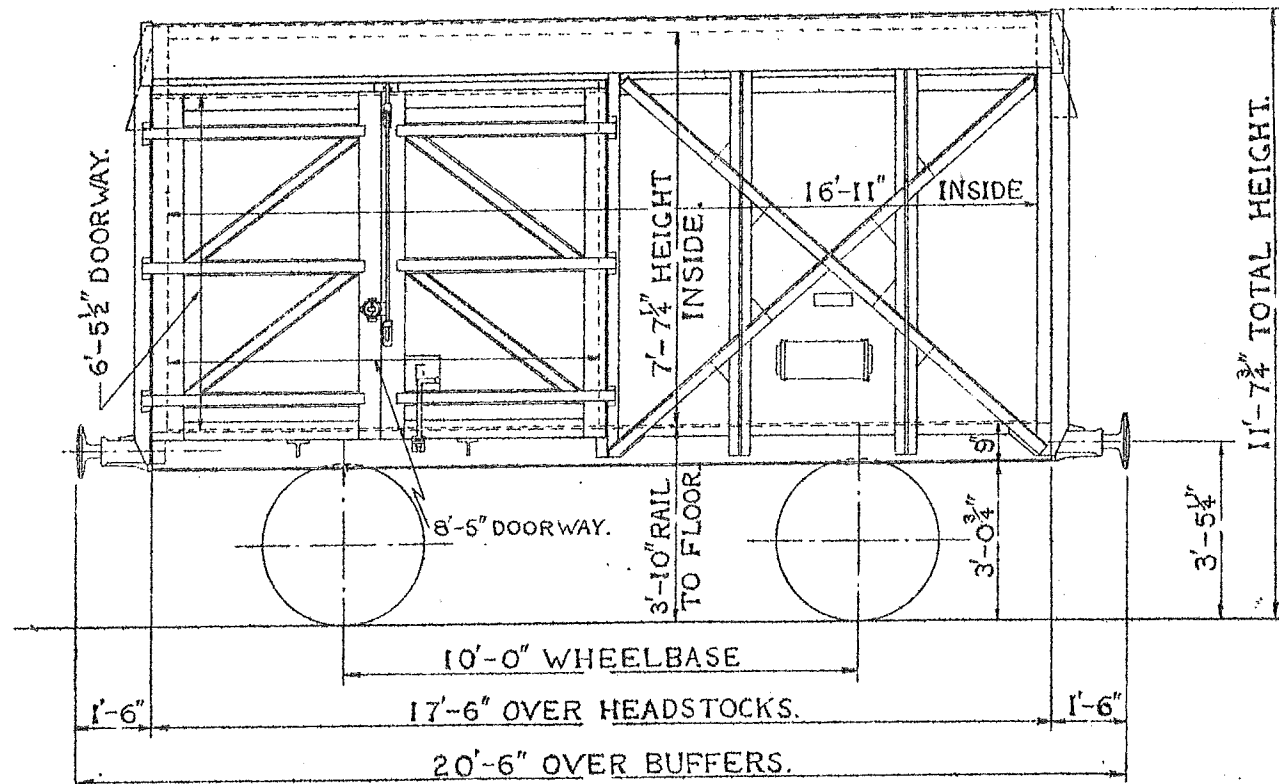 6'-5½" DOORWAY.
7'-7¼" HEIGHT
INSIDE.
16'-11" INSIDE
11'-7¾" TOTAL HEIGHT.
8'-5" DOORWAY.
3'-10" RAIL
TO FLOOR.
9"
3'-0¾"
3'-5¼"
10'-0" WHEELBASE
1'-6"
17'-6" OVER HEADSTOCKS.
1'-6"
20'-6" OVER BUFFERS.